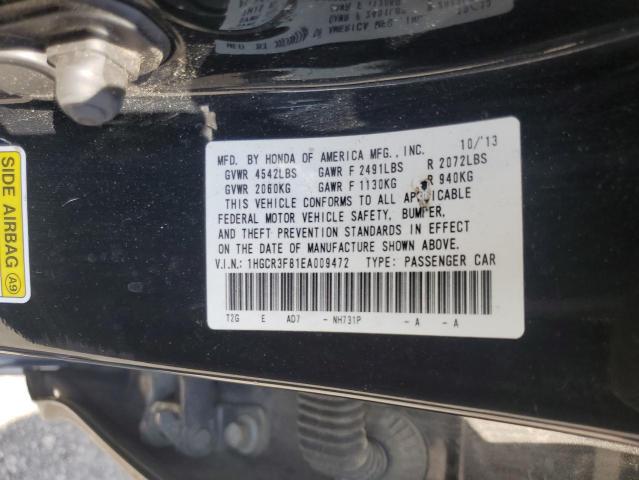 MFD. BY HONDA OF AMERICA MFG., INC. 10/'13
GVWR 4542LBS GAWR F 2491LBS R 2072LBS
GVWR 2060KG GAWR F 1130KG R 940KG
THIS VEHICLE CONFORMS TO ALL APPLICABLE
FEDERAL MOTOR VEHICLE SAFETY, BUMPER,
AND THEFT PREVENTION STANDARDS IN EFFECT
ON THE DATE OF MANUFACTURE SHOWN ABOVE.
V.I.N.: 1HGCR3F81EA009472 TYPE: PASSENGER CAR
T2G E AD7 - NH731P - A - A
SIDE AIRBAG A9